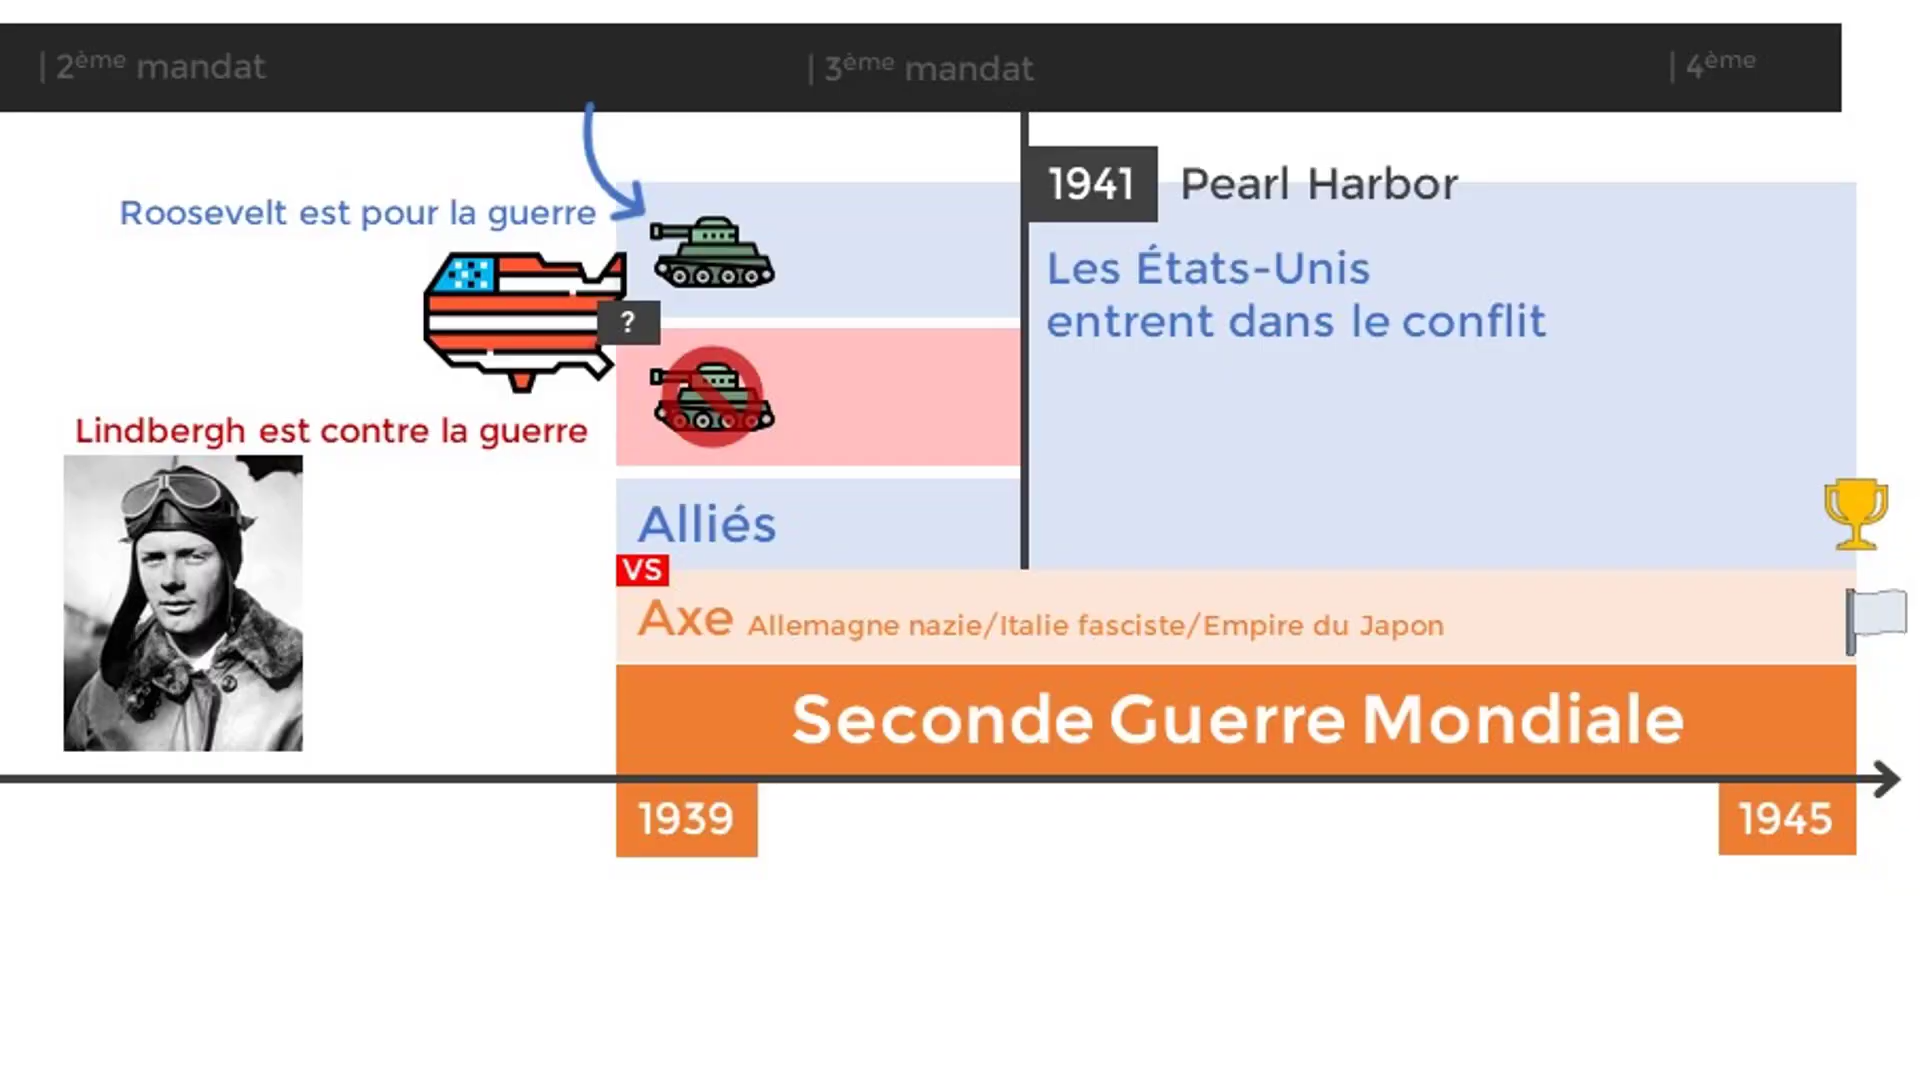 | 2ème mandat
| 3ème mandat
| 4ème
1941
Pearl Harbor
Roosevelt est pour la guerre
Les États-Unis
entrent dans le conflit
?
Lindbergh est contre la guerre
Alliés
VS
Axe Allemagne nazie/Italie fasciste/Empire du Japon
Seconde Guerre Mondiale
1939
1945